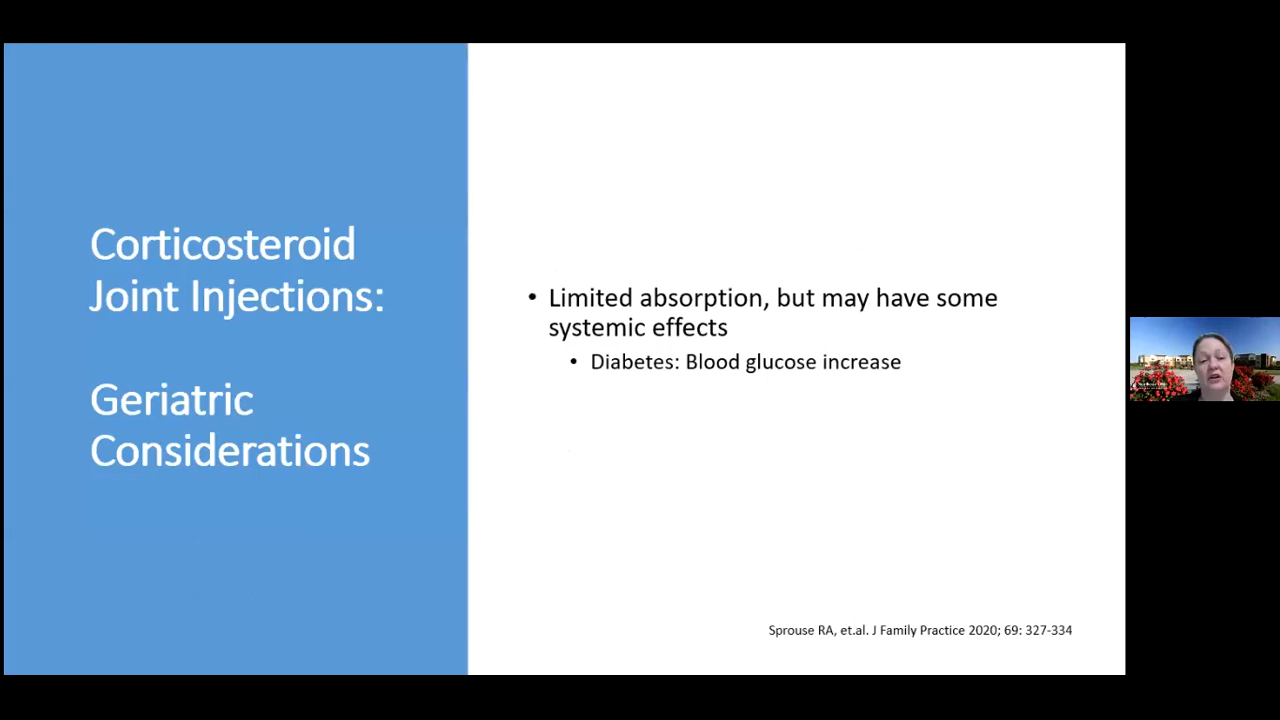 Corticosteroid
Joint Injections:
Geriatric
Considerations
• Limited absorption, but may have some
systemic effects
• Diabetes: Blood glucose increase
Sprouse RA, et.al. J Family Practice 2020; 69: 327-334